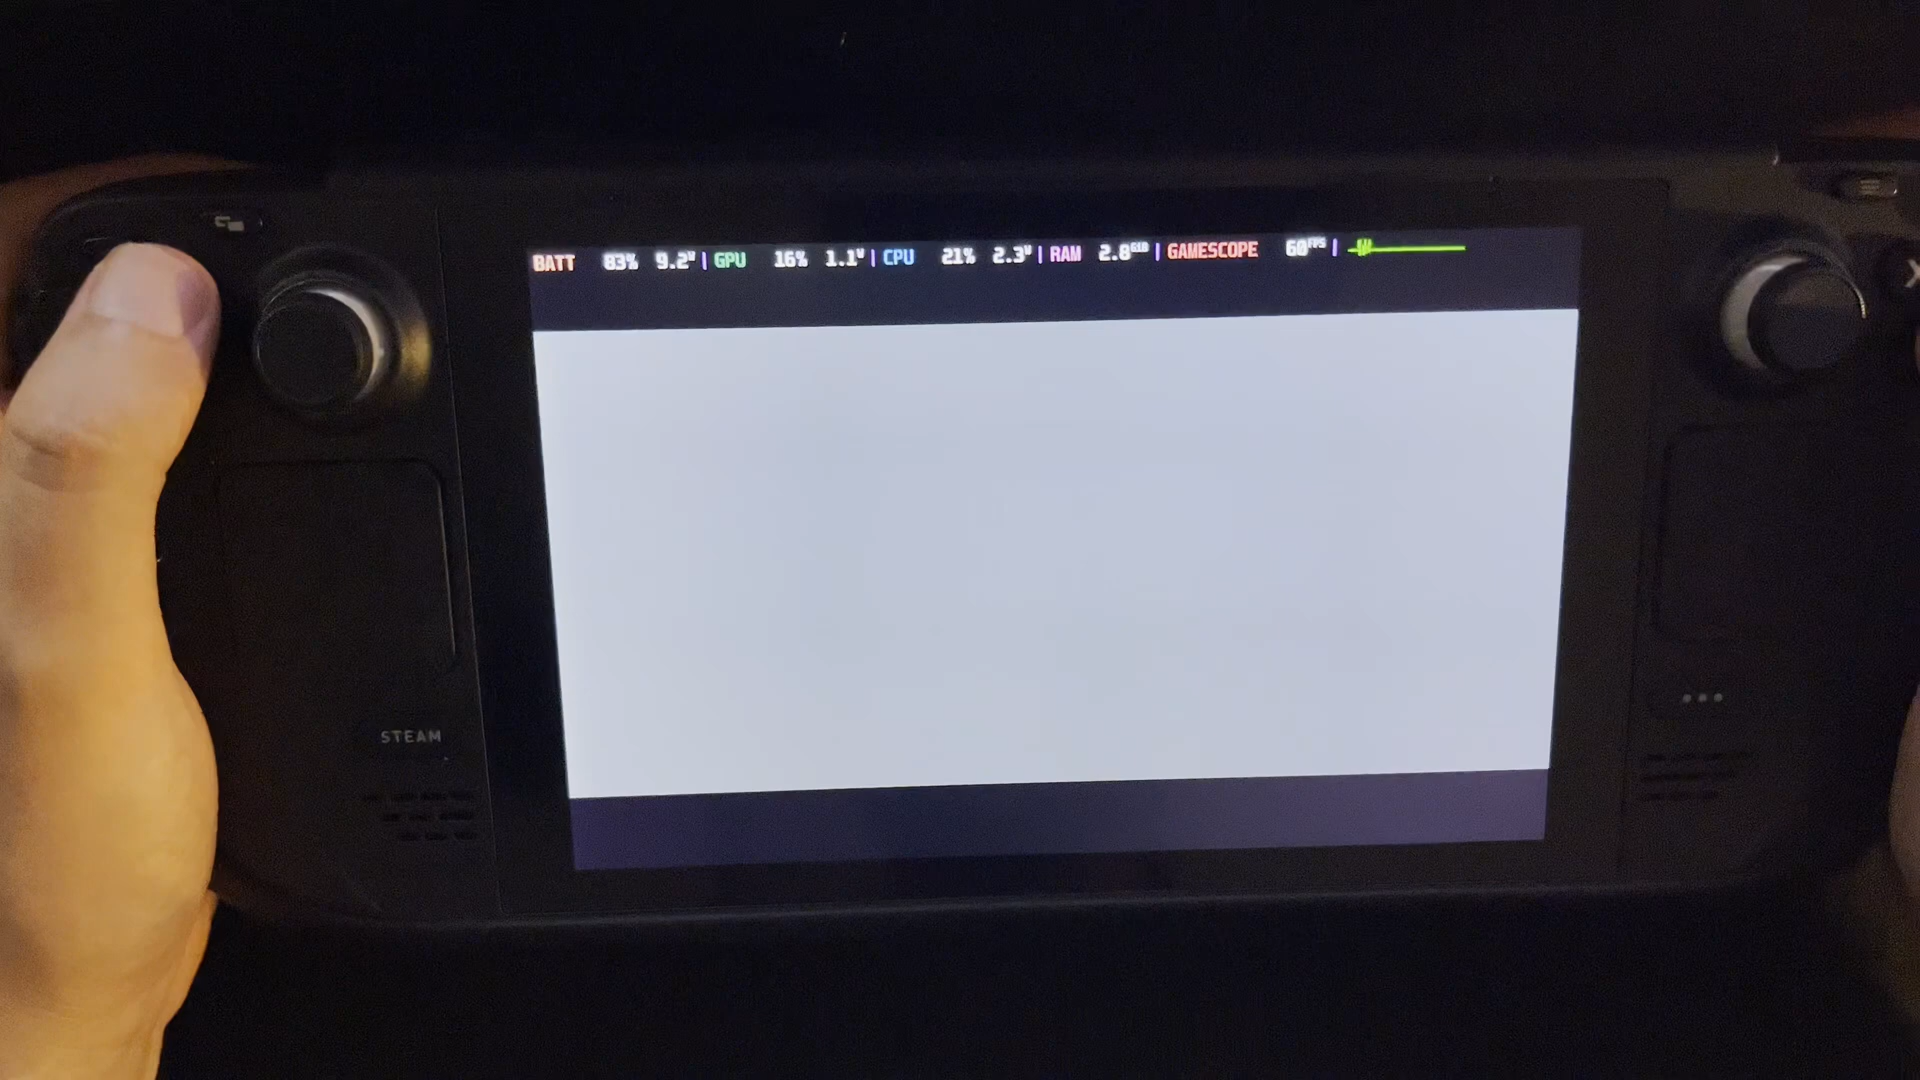 BATT 83% 9.2W | GPU 16% 1.1W | CPU 21% 2.3W | RAM 2.8GiB | GAMESCOPE 60FPS |
X
STEAM